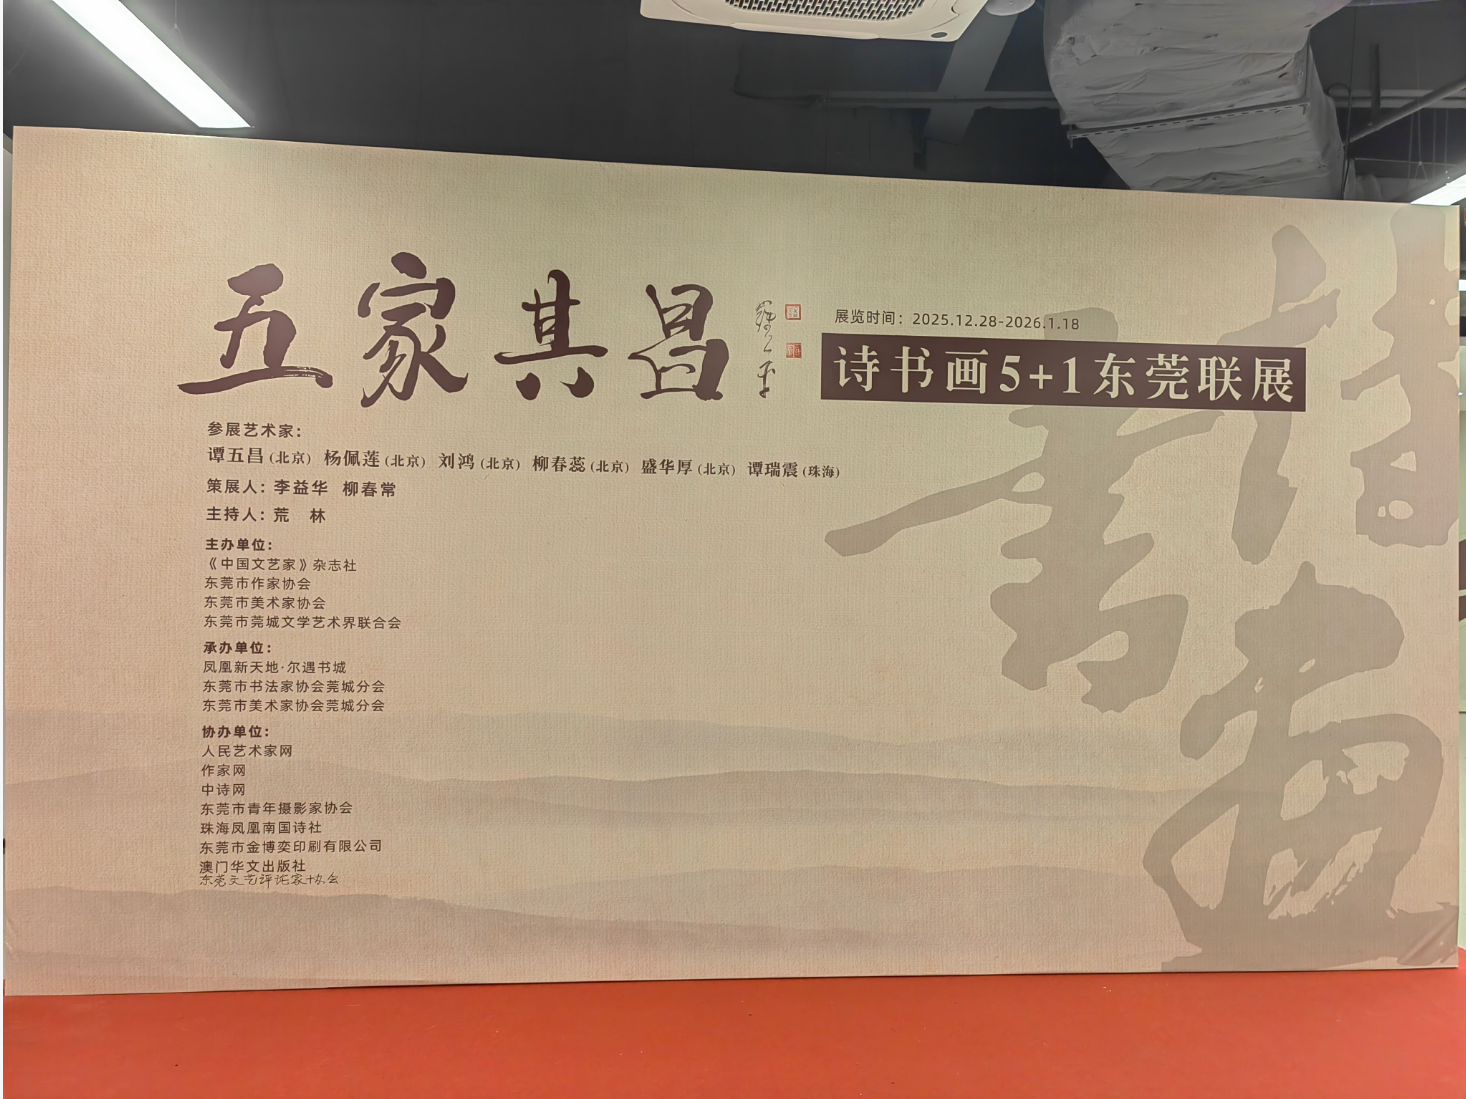 五家其昌
展览时间：2025.12.28-2026.1.18
诗书画5+1东莞联展
参展艺术家：
谭五昌（北京） 杨佩莲（北京） 刘鸿（北京） 柳春蕊（北京） 盛华厚（北京） 谭瑞震（珠海）
策展人：李益华 柳春常
主持人：荒 林
主办单位：
《中国文艺家》杂志社
东莞市作家协会
东莞市美术家协会
东莞市莞城文学艺术界联合会
承办单位：
凤凰新天地·尔遇书城
东莞市书法家协会莞城分会
东莞市美术家协会莞城分会
协办单位：
人民艺术家网
作家网
中诗网
东莞市青年摄影家协会
珠海凤凰南国诗社
东莞市金博奕印刷有限公司
澳门华文出版社
东莞文艺评论家协会
诗
書
画